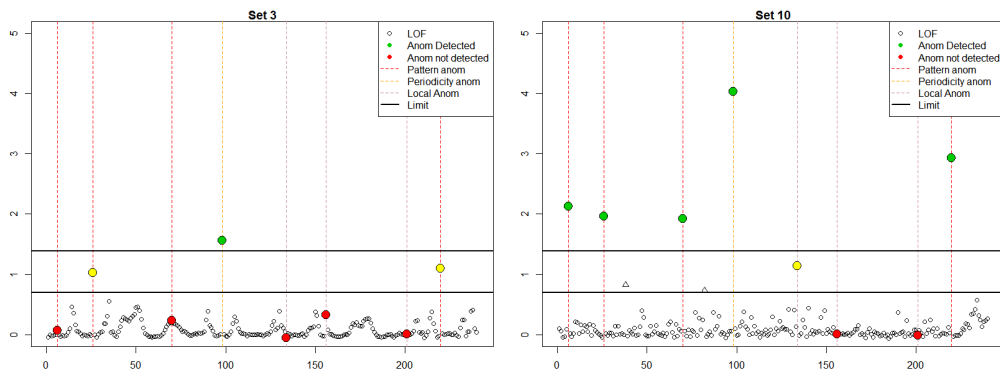 Set 3
5
4
3
2
1
0
0
50
100
150
200
LOF
Anom Detected
Anom not detected
Pattern anom
Periodicity anom
Local Anom
Limit
Set 10
5
4
3
2
1
0
0
50
100
150
200
LOF
Anom Detected
Anom not detected
Pattern anom
Periodicity anom
Local Anom
Limit